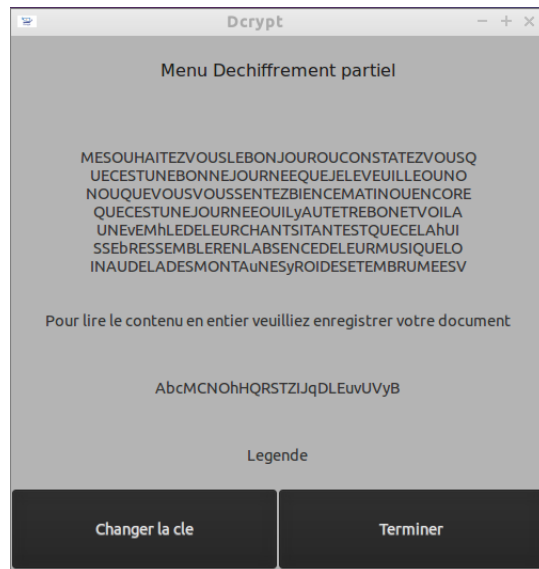 Dcrypt
Menu Dechiffrement partiel
MESOUHAITEZVOUSLEBONJOUROUCONSTATEZVOUSQ
UECESTUNEBONNEJOURNEEQUEJELEVEUILLEOUNO
NOUQUEVOUSVOUSSENTEZBIENCEMATINOUENCORE
QUECESTUNEJOURNEEOUILyAUTETREBONETVOILA
UNEvEMhLEDELEURCHANTSITANTESTQUECELAhUI
SSEbRESSEMBLERENLABSENCEDELEURMUSIQUELO
INAUDELADESMONTAuNESyROIDESETEMBRUMEESV
Pour lire le contenu en entier veuilliez enregistrer votre document
AbcMCNOhHQRSTZIJqDLEuvUVyB
Legende
Changer la cle
Terminer